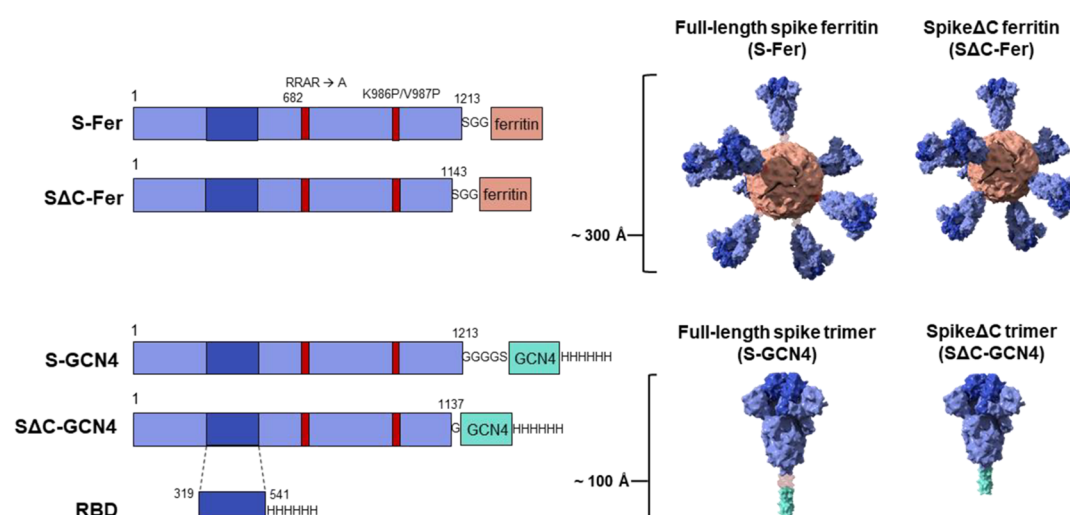 Full-length spike ferritin
(S-Fer)
SpikeΔC ferritin
(SΔC-Fer)
RRAR → A
1
682
K986P/V987P
1213
S-Fer
SGG
ferritin
1
1143
SΔC-Fer
SGG
ferritin
~ 300 Å
1
1213
S-GCN4
GGGGS
GCN4
HHHHHH
Full-length spike trimer
(S-GCN4)
SpikeΔC trimer
(SΔC-GCN4)
1
1137
SΔC-GCN4
G
GCN4
HHHHHH
~ 100 Å
319
541
RBD
HHHHHH